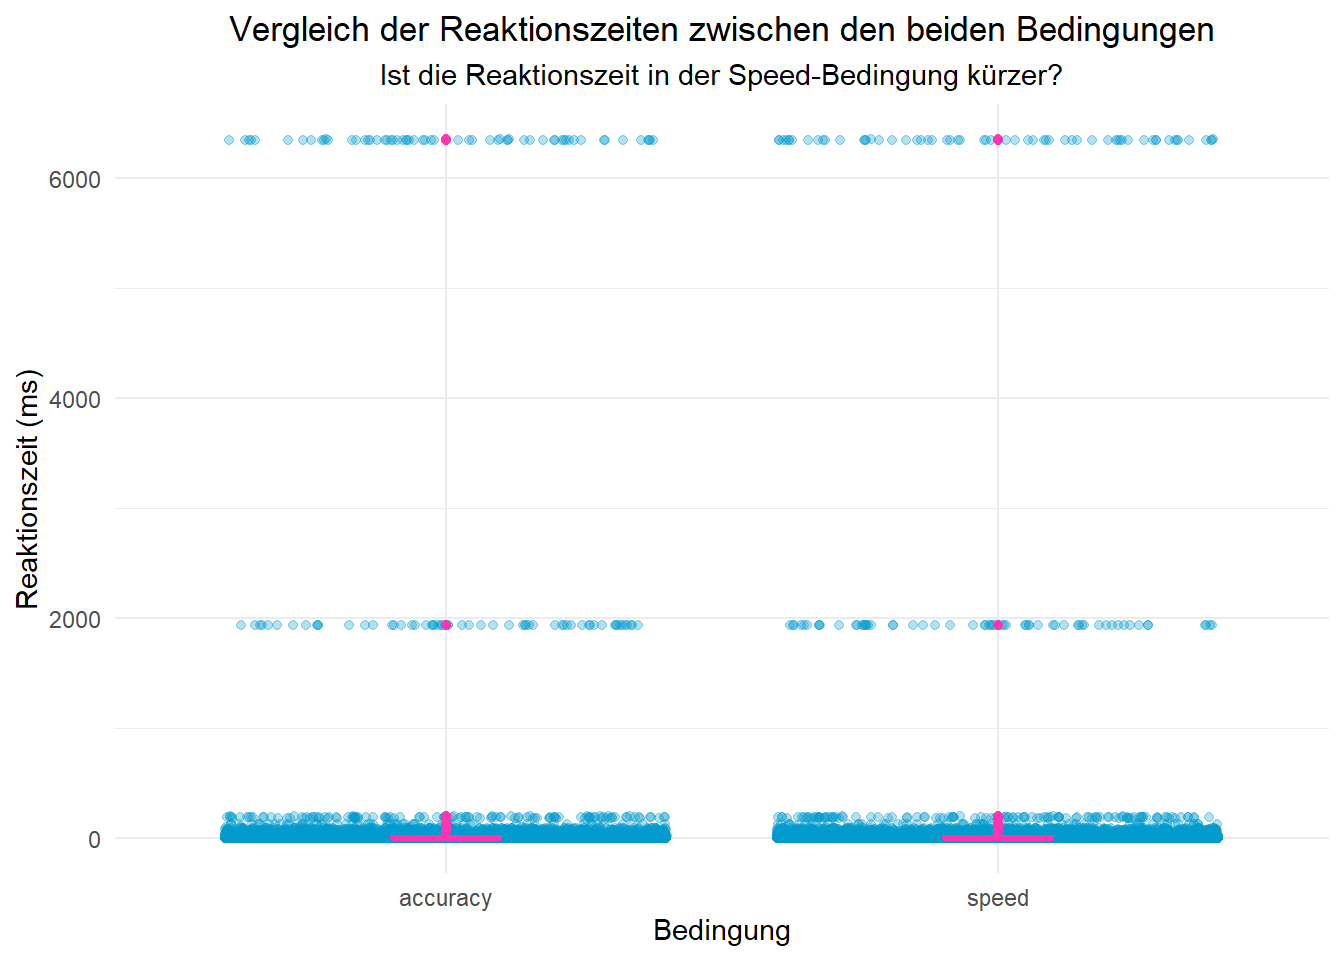 Vergleich der Reaktionszeiten zwischen den beiden Bedingungen
Ist die Reaktionszeit in der Speed-Bedingung kürzer?
Reaktionszeit (ms)
6000
4000
2000
0
accuracy
speed
Bedingung